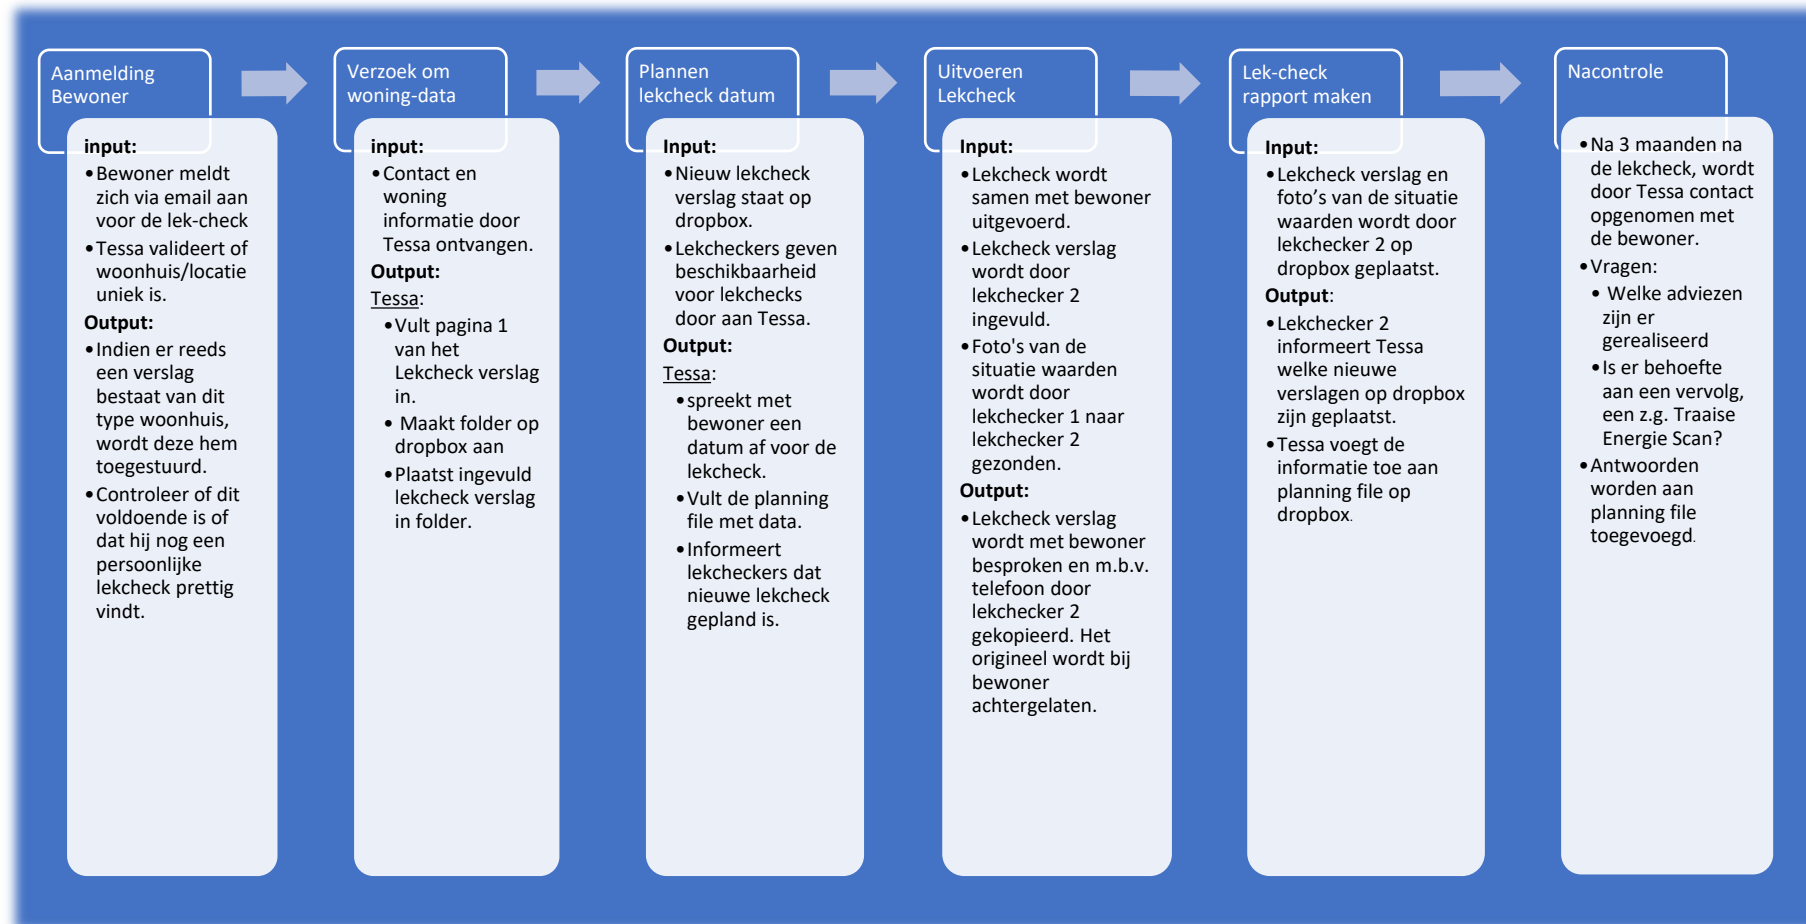 Aanmelding
Bewoner
input:
•Bewoner meldt
zich via email aan
voor de lek-check
•Tessa valideert of
woonhuis/locatie
uniek is.
Output:
•Indien er reeds
een verslag
bestaat van dit
type woonhuis,
wordt deze hem
toegestuurd.
•Controleer of dit
voldoende is of
dat hij nog een
persoonlijke
lekcheck prettig
vindt.
Verzoek om
woning-data
input:
•Contact en
woning
informatie door
Tessa ontvangen.
Output:
Tessa:
•Vult pagina 1
van het
Lekcheck verslag
in.
• Maakt folder op
dropbox aan
•Plaatst ingevuld
lekcheck verslag
in folder.
Plannen
lekcheck datum
Input:
•Nieuw lekcheck
verslag staat op
dropbox.
•Lekcheckers geven
beschikbaarheid
voor lekchecks
door aan Tessa.
Output:
Tessa:
•spreekt met
bewoner een
datum af voor de
lekcheck.
•Vult de planning
file met data.
•Informeert
lekcheckers dat
nieuwe lekcheck
gepland is.
Uitvoeren
Lekcheck
Input:
•Lekcheck wordt
samen met bewoner
uitgevoerd.
•Lekcheck verslag
wordt door
lekchecker 2
ingevuld.
•Foto's van de
situatie waarden
wordt door
lekchecker 1 naar
lekchecker 2
gezonden.
Output:
•Lekcheck verslag
wordt met bewoner
besproken en m.b.v.
telefoon door
lekchecker 2
gekopieerd. Het
origineel wordt bij
bewoner
achtergelaten.
Lek-check
rapport maken
Input:
•Lekcheck verslag en
foto’s van de situatie
waarden wordt door
lekchecker 2 op
dropbox geplaatst.
Output:
•Lekchecker 2
informeert Tessa
welke nieuwe
verslagen op dropbox
zijn geplaatst.
•Tessa voegt de
informatie toe aan
planning file op
dropbox.
Nacontrole
•Na 3 maanden na
de lekcheck, wordt
door Tessa contact
opgenomen met
de bewoner.
•Vragen:
• Welke adviezen
zijn er
gerealiseerd
•Is er behoefte
aan een vervolg,
een z.g. Traaise
Energie Scan?
•Antwoorden
worden aan
planning file
toegevoegd.